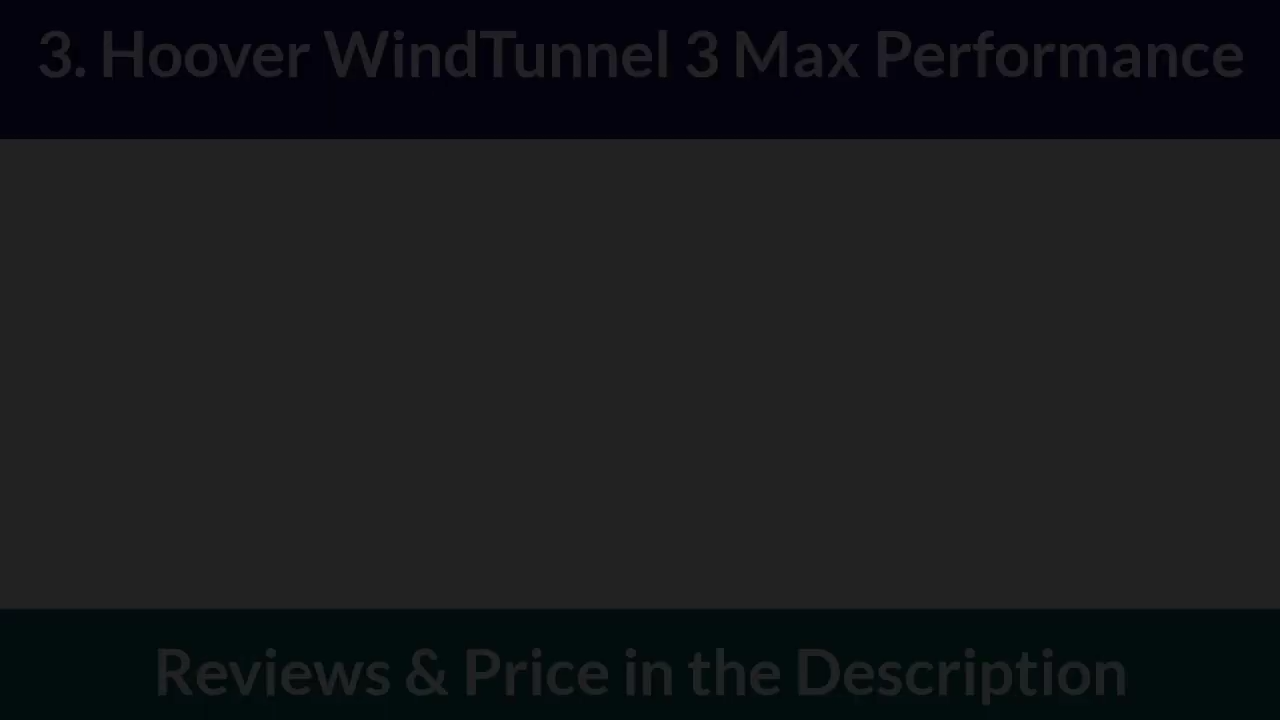 3. Hoover WindTunnel 3 Max Performance
Reviews & Price in the Description